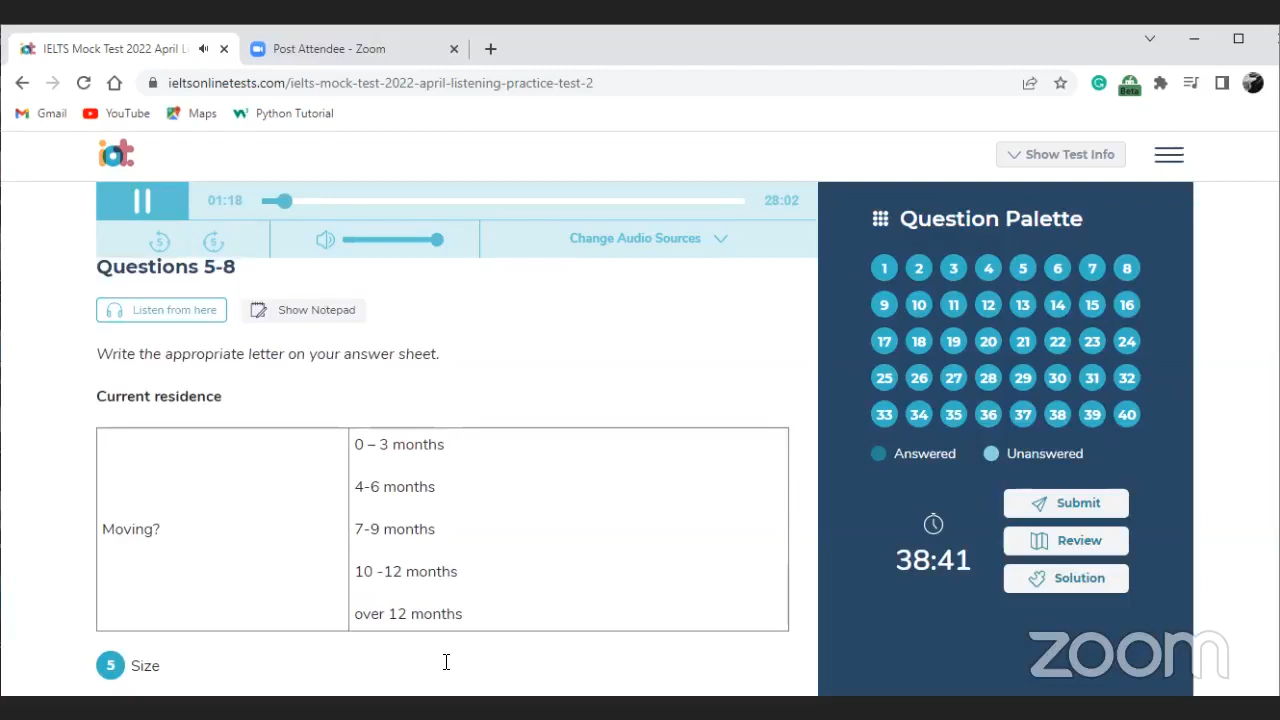 IELTS Mock Test 2022 April L
Post Attendee - Zoom
ieltsonlinetests.com/ielts-mock-test-2022-april-listening-practice-test-2
Beta
Gmail
YouTube
Maps
Python Tutorial
iot
Show Test Info
01:18
28:02
5
5
Change Audio Sources
Questions 5-8
Listen from here
Show Notepad
Write the appropriate letter on your answer sheet.
Current residence
Moving?
0 – 3 months
4-6 months
7-9 months
10 -12 months
over 12 months
5 Size
Question Palette
1 2 3 4 5 6 7 8
9 10 11 12 13 14 15 16
17 18 19 20 21 22 23 24
25 26 27 28 29 30 31 32
33 34 35 36 37 38 39 40
Answered Unanswered
38:41
Submit
Review
Solution
zoom